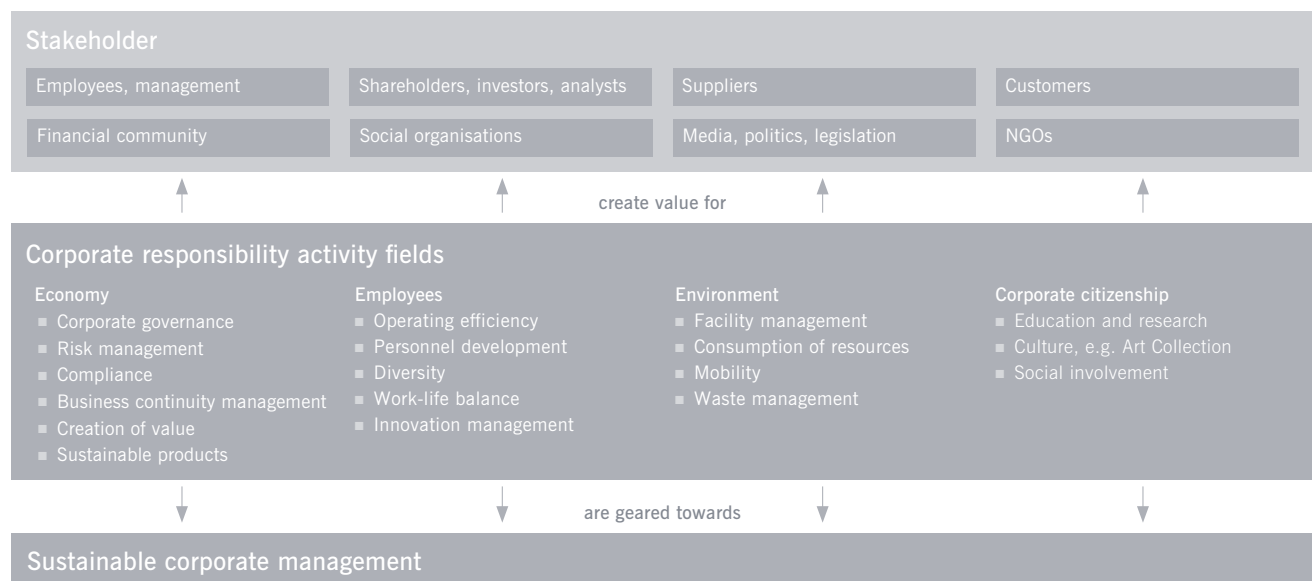 Stakeholder
Employees, management
Shareholders, investors, analysts
Suppliers
Customers
Financial community
Social organisations
Media, politics, legislation
NGOs
create value for
Corporate responsibility activity fields
Economy
Corporate governance
Risk management
Compliance
Business continuity management
Creation of value
Sustainable products
Employees
Operating efficiency
Personnel development
Diversity
Work-life balance
Innovation management
Environment
Facility management
Consumption of resources
Mobility
Waste management
Corporate citizenship
Education and research
Culture, e.g. Art Collection
Social involvement
are geared towards
Sustainable corporate management